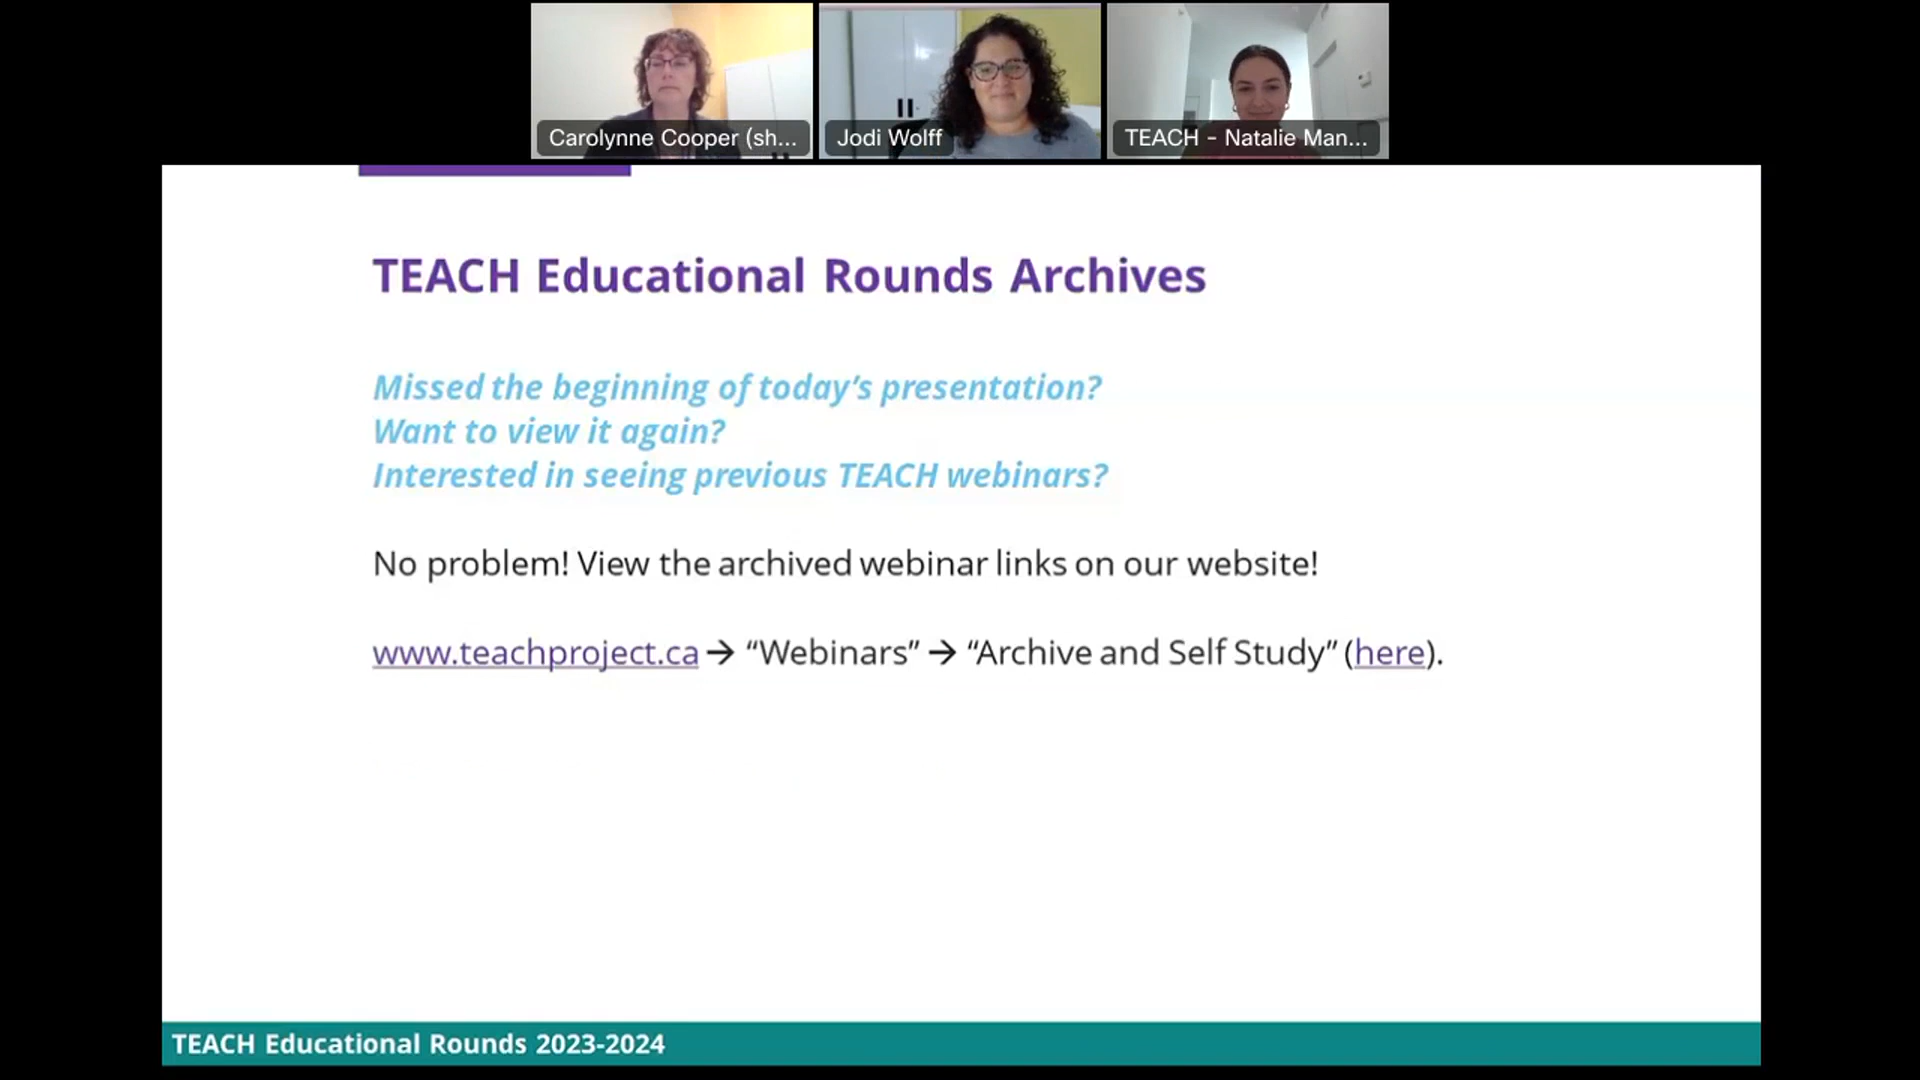 Carolynne Cooper (sh...
Jodi Wolff
TEACH - Natalie Man...
TEACH Educational Rounds Archives
Missed the beginning of today’s presentation?
Want to view it again?
Interested in seeing previous TEACH webinars?
No problem! View the archived webinar links on our website!
www.teachproject.ca → “Webinars” → “Archive and Self Study” (here).
TEACH Educational Rounds 2023-2024